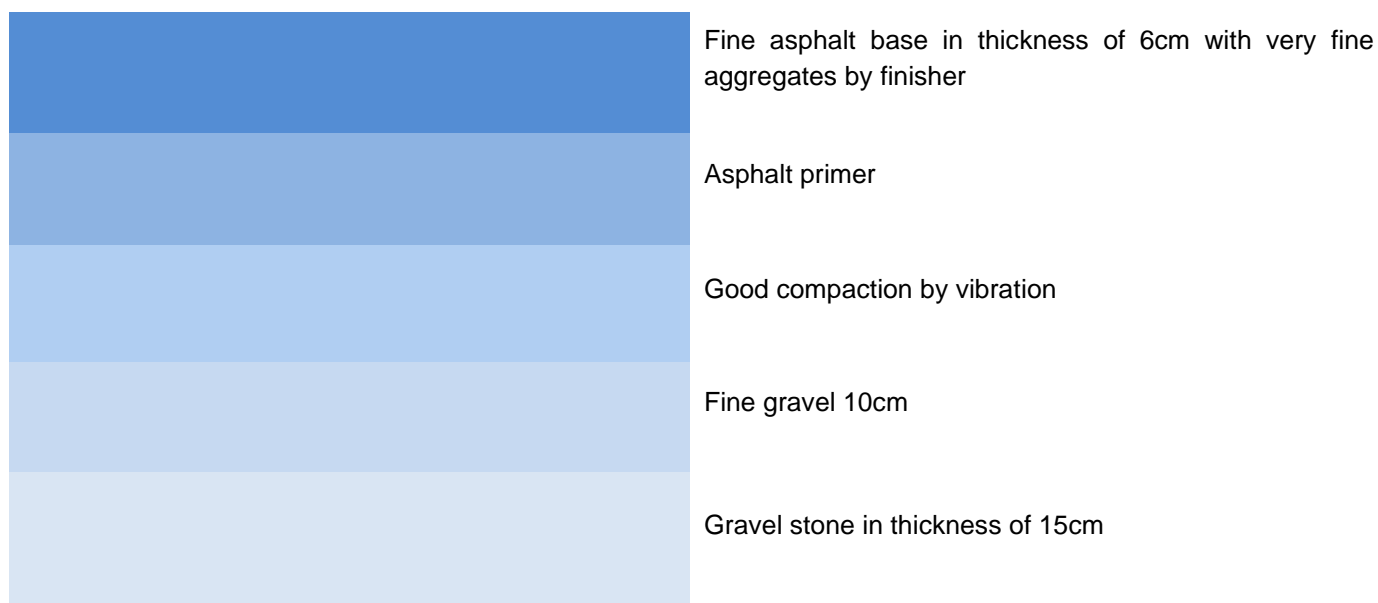 Fine asphalt base in thickness of 6cm with very fine
aggregates by finisher
Asphalt primer
Good compaction by vibration
Fine gravel 10cm
Gravel stone in thickness of 15cm